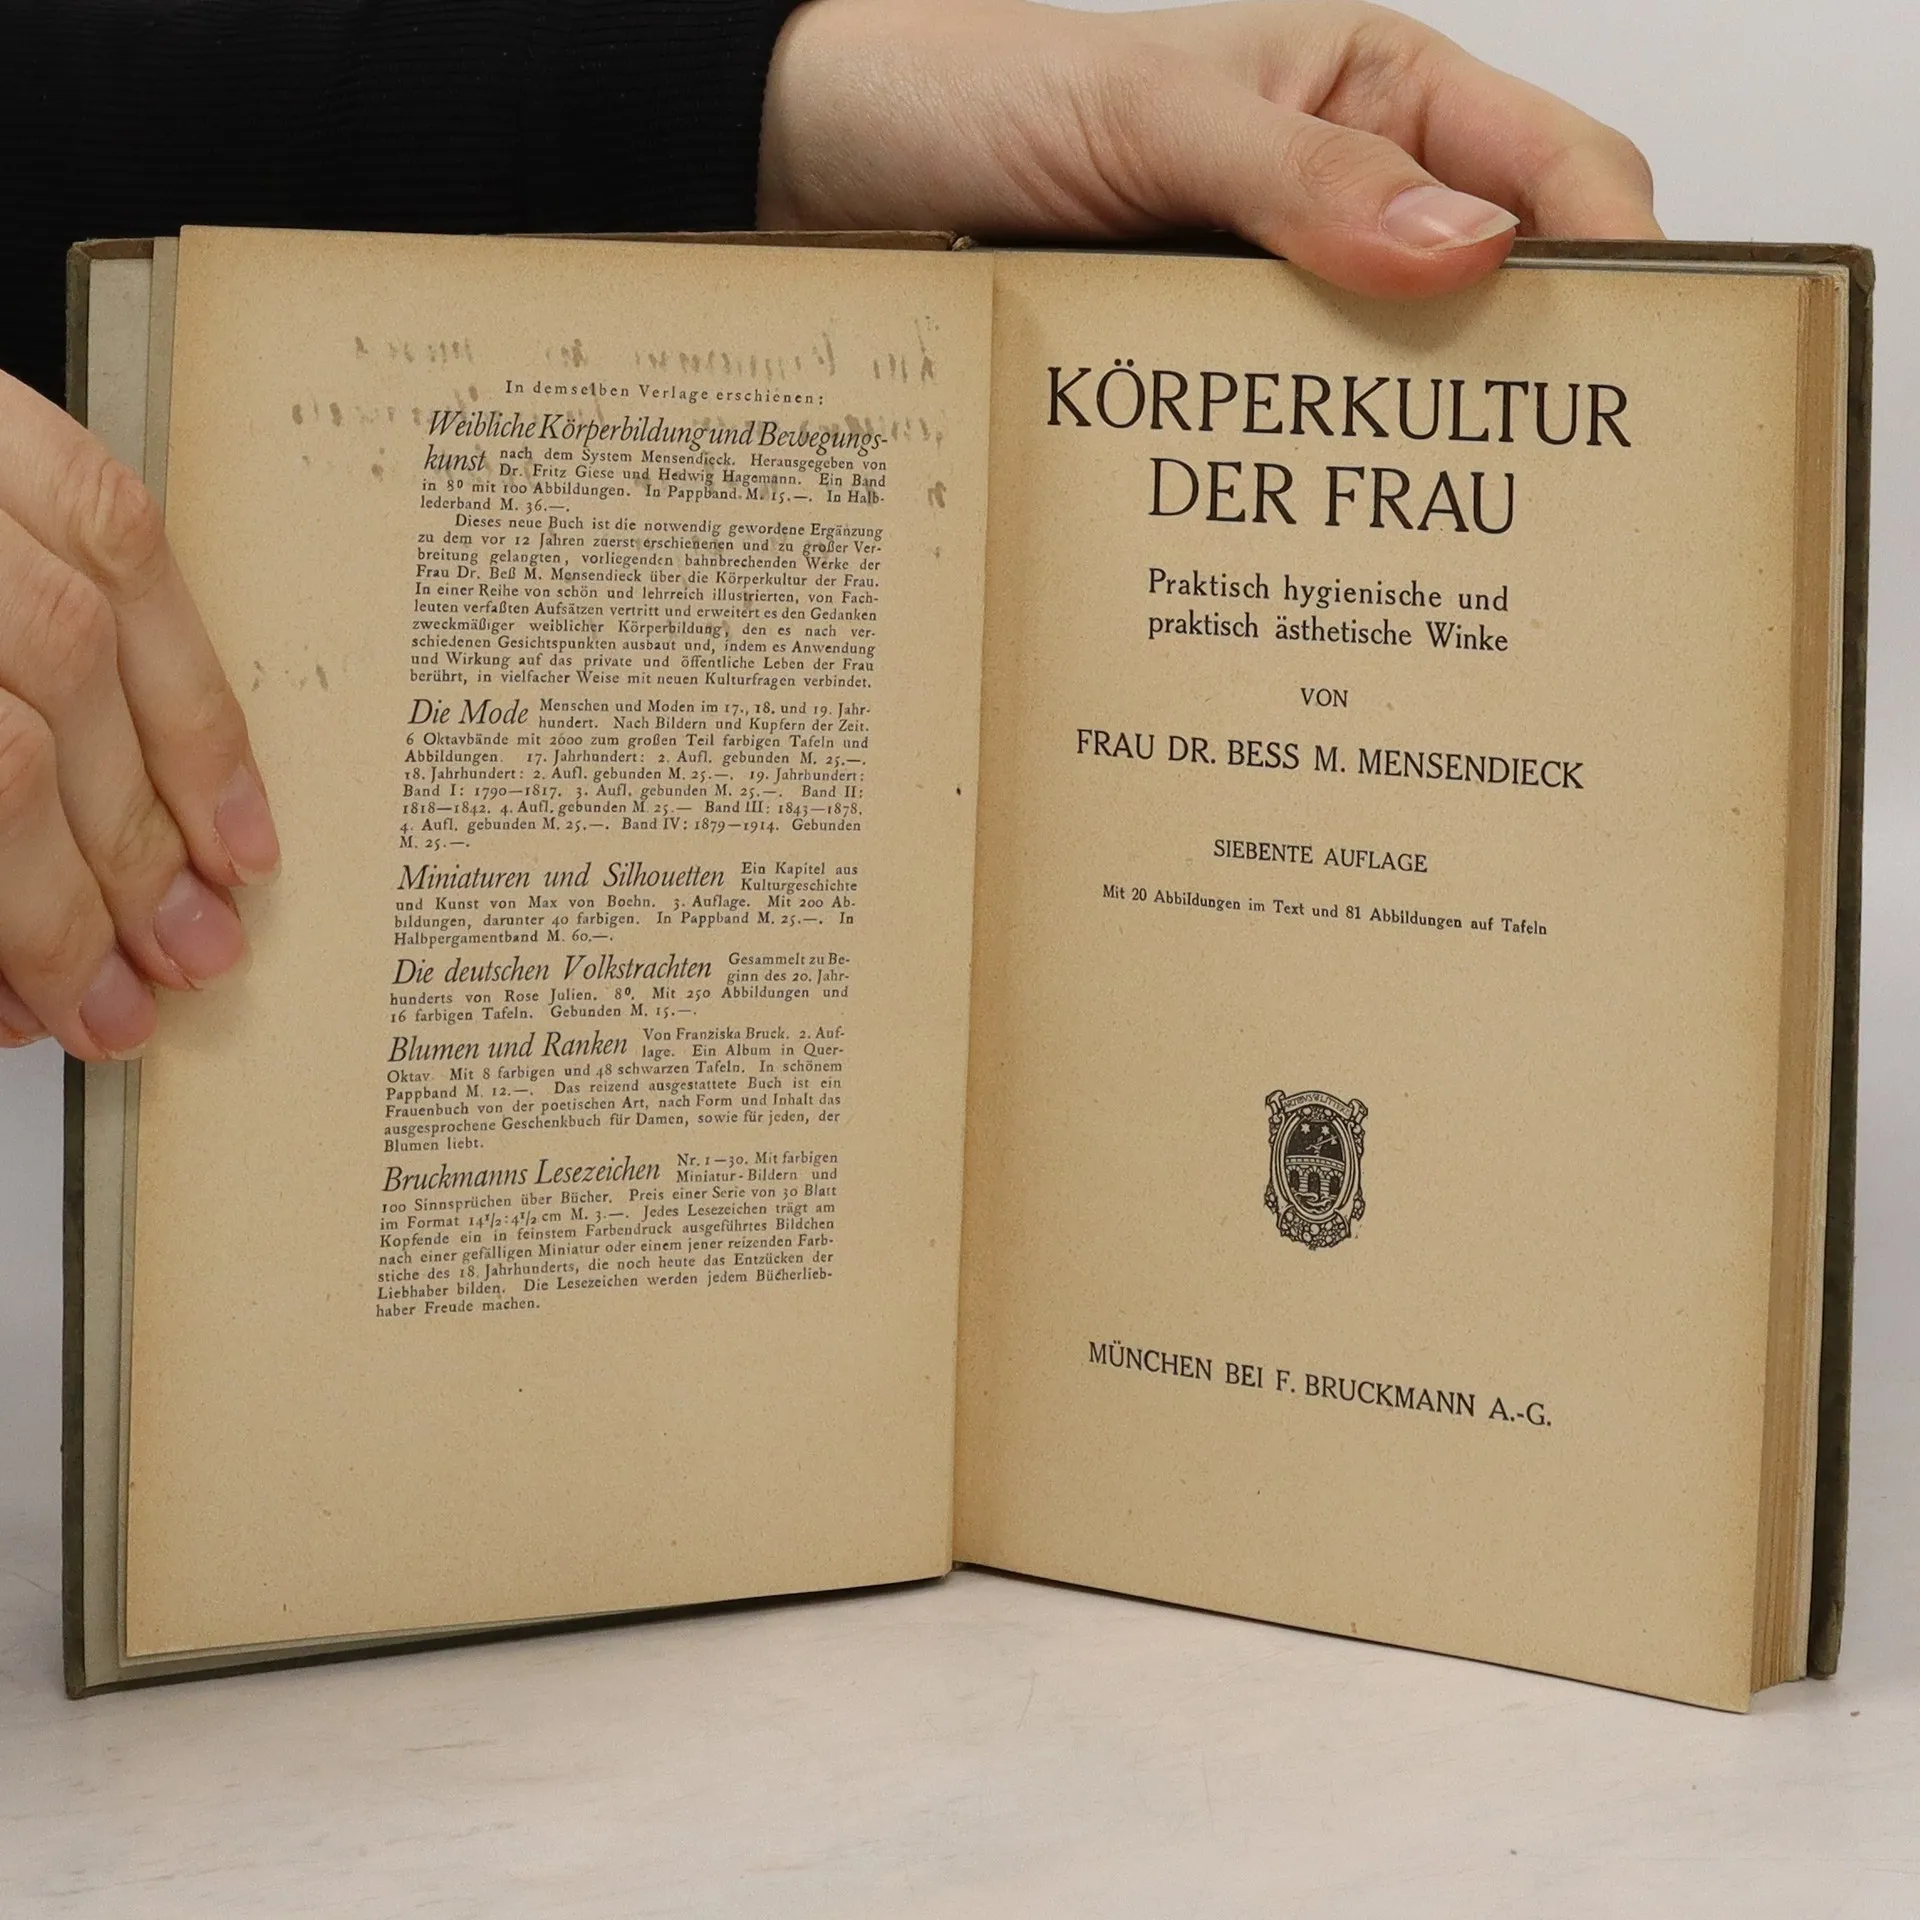 In demselben Verlage erschienen:
Weibliche Körperbildung und Bewegungs-
kunst nach dem System Mensendieck. Herausgegeben von
Dr. Fritz Giese und Hedwig Hagemann. Ein Band
in 8⁰ mit 100 Abbildungen. In Pappband M. 15.—. In Halb-
lederband M. 36.—.
Dieses neue Buch ist die notwendig gewordene Ergänzung
zu dem vor 12 Jahren zuerst erschienenen und zu großer Ver-
breitung gelangten, vorliegenden bahnbrechenden Werke der
Frau Dr. Beß M. Mensendieck über die Körperkultur der Frau.
In einer Reihe von schön und lehrreich illustrierten, von Fach-
leuten verfaßten Aufsätzen vertritt und erweitert es den Gedanken
zweckmäßiger weiblicher Körperbildung, den es nach ver-
schiedenen Gesichtspunkten ausbaut und, indem es Anwendung
und Wirkung auf das private und öffentliche Leben der Frau
berührt, in vielfacher Weise mit neuen Kulturfragen verbindet.
Die Mode Menschen und Moden im 17., 18. und 19. Jahr-
hundert. Nach Bildern und Kupfern der Zeit.
6 Oktavbände mit 2600 zum großen Teil farbigen Tafeln und
Abbildungen. 17. Jahrhundert: 2. Aufl. gebunden M. 25.—.
18. Jahrhundert: 2. Aufl. gebunden M. 25.—. 19. Jahrhundert:
Band I: 1790—1817. 3. Aufl. gebunden M. 25.—. Band II:
1818—1842. 4. Aufl. gebunden M. 25.— Band III: 1843—1878.
4. Aufl. gebunden M. 25.—. Band IV: 1879—1914. Gebunden
M. 25.—.
Miniaturen und Silhouetten Ein Kapitel aus
Kulturgeschichte
und Kunst von Max von Boehn. 3. Auflage. Mit 200 Ab-
bildungen, darunter 40 farbigen. In Pappband M. 25.—. In
Halbpergamentband M. 60.—.
Die deutschen Volkstrachten Gesammelt zu Be-
ginn des 20. Jahr-
hunderts von Rose Julien. 8⁰. Mit 250 Abbildungen und
16 farbigen Tafeln. Gebunden M. 15.—.
Blumen und Ranken Von Franziska Bruck. 2. Auf-
lage. Ein Album in Quer-
Oktav. Mit 8 farbigen und 48 schwarzen Tafeln. In schönem
Pappband M. 12.—. Das reizend ausgestattete Buch ist ein
Frauenbuch von der poetischen Art, nach Form und Inhalt das
ausgesprochene Geschenkbuch für Damen, sowie für jeden, der
Blumen liebt.
Bruckmanns Lesezeichen Nr. 1—30. Mit farbigen
Miniatur-Bildern und
100 Sinnsprüchen über Bücher. Preis einer Serie von 30 Blatt
im Format 14½:4½ cm M. 3.—. Jedes Lesezeichen trägt am
Kopfende ein in feinstem Farbendruck ausgeführtes Bildchen
nach einer gefälligen Miniatur oder einem jener reizenden Farb-
stiche des 18. Jahrhunderts, die noch heute das Entzücken der
Liebhaber bilden. Die Lesezeichen werden jedem Bücherlieb-
haber Freude machen.
KÖRPERKULTUR
DER FRAU
Praktisch hygienische und
praktisch ästhetische Winke
VON
FRAU DR. BESS M. MENSENDIECK
SIEBENTE AUFLAGE
Mit 20 Abbildungen im Text und 81 Abbildungen auf Tafeln
MÜNCHEN BEI F. BRUCKMANN A.-G.